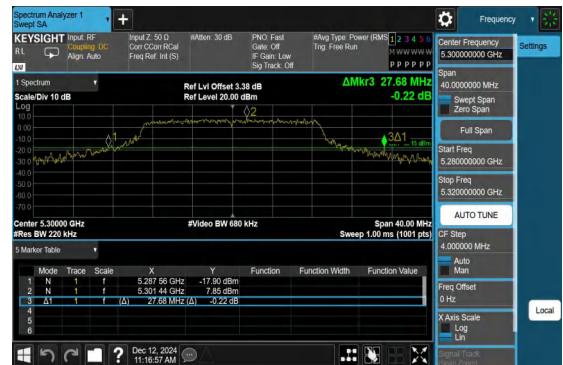 Spectrum Analyzer 1
Swept SA
+
Frequency
KEYSIGHT Input: RF Input Z: 50 Ω #Atten: 30 dB PNO: Fast #Avg Type: Power (RMS 1 2 3 4 5 6
RL Coupling: DC Corr CCorr RCal Gate: Off Trig: Free Run M W W W W W
Align: Auto Freq Ref: Int (S) IF Gain: Low P P P P P P
Sig Track: Off
LXI
1 Spectrum
Scale/Div 10 dB
Ref Lvl Offset 3.38 dB
Ref Level 20.00 dBm
ΔMkr3 27.68 MHz
-0.22 dB
Log
10.0
0.00
-10.0
-20.0
-30.0
-40.0
-50.0
-60.0
-70.0
1
2
3Δ1
Center 5.30000 GHz #Video BW 680 kHz Span 40.00 MHz
#Res BW 220 kHz Sweep 1.00 ms (1001 pts)
5 Marker Table
Mode Trace Scale X Y Function Function Width Function Value
1 N 1 f 5.287 56 GHz -17.90 dBm
2 N 1 f 5.301 44 GHz 7.85 dBm
3 Δ1 1 f (Δ) 27.68 MHz (Δ) -0.22 dB
4
5
6
Center Frequency
5.300000000 GHz
Settings
Span
40.0000000 MHz
Swept Span
Zero Span
Full Span
Start Freq
5.280000000 GHz
Stop Freq
5.320000000 GHz
AUTO TUNE
CF Step
4.000000 MHz
Auto
Man
Freq Offset
0 Hz
X Axis Scale
Log
Lin
Local
Signal Track
? Dec 12, 2024
11:16:57 AM